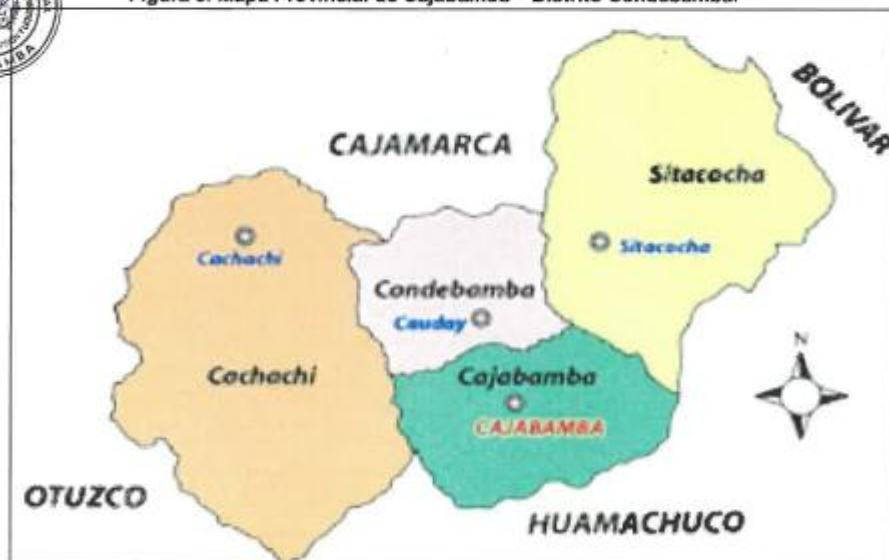 BOLIVAR
CAJAMARCA
Sitacocha
Cachachi
Sitacocha
Condebamba
Cauday
Cachachi
Cajabamba
CAJABAMBA
N
OTUZCO
HUAMACHUCO